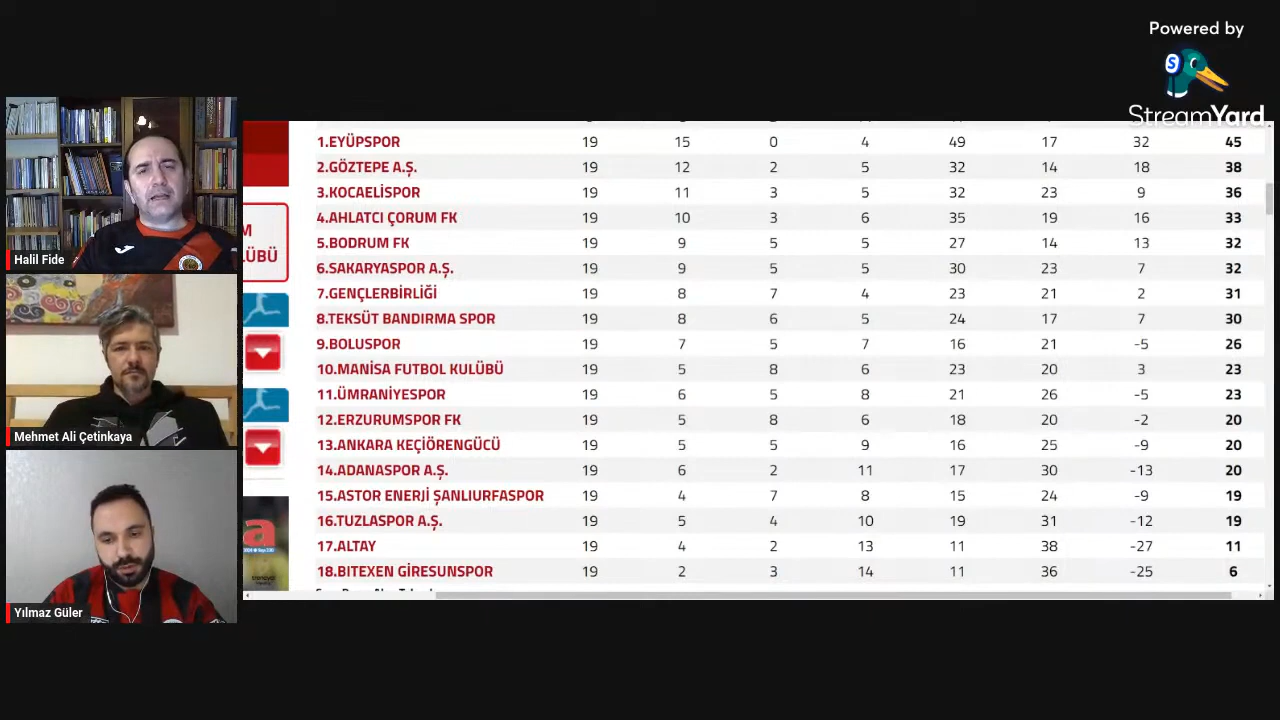 Powered by
StreamYard
Halil Fide
Mehmet Ali Çetinkaya
Yılmaz Güler
M
LÜBÜ
a
1.EYÜPSPOR 19 15 0 4 49 17 32 45
2.GÖZTEPE A.Ş. 19 12 2 5 32 14 18 38
3.KOCAELİSPOR 19 11 3 5 32 23 9 36
4.AHLATCI ÇORUM FK 19 10 3 6 35 19 16 33
5.BODRUM FK 19 9 5 5 27 14 13 32
6.SAKARYASPOR A.Ş. 19 9 5 5 30 23 7 32
7.GENÇLERBİRLİĞİ 19 8 7 4 23 21 2 31
8.TEKSÜT BANDIRMA SPOR 19 8 6 5 24 17 7 30
9.BOLUSPOR 19 7 5 7 16 21 -5 26
10.MANİSA FUTBOL KULÜBÜ 19 5 8 6 23 20 3 23
11.ÜMRANİYESPOR 19 6 5 8 21 26 -5 23
12.ERZURUMSPOR FK 19 5 8 6 18 20 -2 20
13.ANKARA KEÇİÖRENGÜCÜ 19 5 5 9 16 25 -9 20
14.ADANASPOR A.Ş. 19 6 2 11 17 30 -13 20
15.ASTOR ENERJİ ŞANLIURFASPOR 19 4 7 8 15 24 -9 19
16.TUZLASPOR A.Ş. 19 5 4 10 19 31 -12 19
17.ALTAY 19 4 2 13 11 38 -27 11
18.BITEXEN GİRESUNSPOR 19 2 3 14 11 36 -25 6